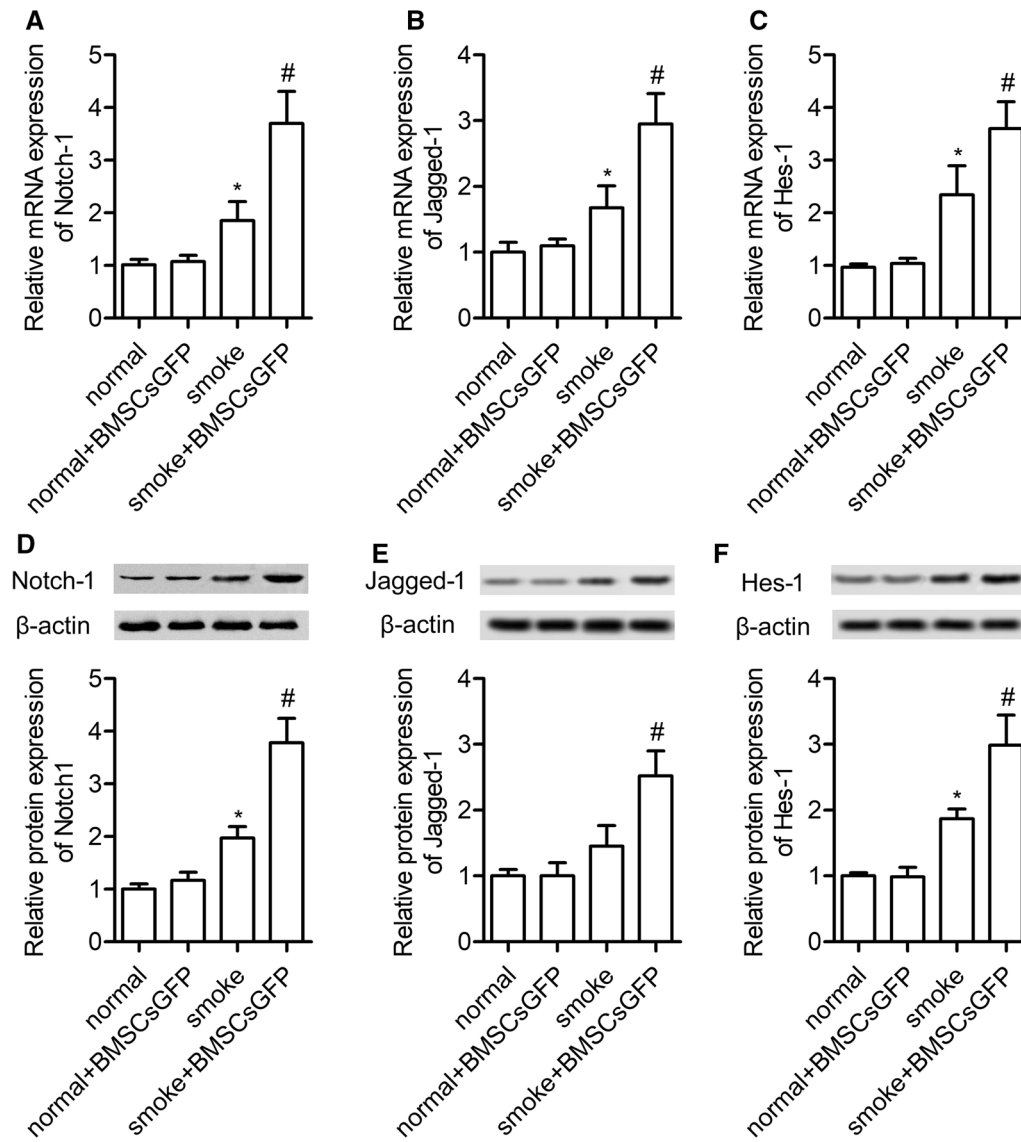 A
Relative mRNA expression
of Notch-1
5
4
3
2
1
0
*
#
normal
normal+BMSCsGFP
smoke
smoke+BMSCsGFP
B
Relative mRNA expression
of Jagged-1
4
3
2
1
0
*
#
normal
normal+BMSCsGFP
smoke
smoke+BMSCsGFP
C
Relative mRNA expression
of Hes-1
5
4
3
2
1
0
*
#
normal
normal+BMSCsGFP
smoke
smoke+BMSCsGFP
D
Notch-1
β-actin
Relative protein expression
of Notch1
5
4
3
2
1
0
*
#
normal
normal+BMSCsGFP
smoke
smoke+BMSCsGFP
E
Jagged-1
β-actin
Relative protein expression
of Jagged-1
4
3
2
1
0
#
normal
normal+BMSCsGFP
smoke
smoke+BMSCsGFP
F
Hes-1
β-actin
Relative protein expression
of Hes-1
4
3
2
1
0
*
#
normal
normal+BMSCsGFP
smoke
smoke+BMSCsGFP